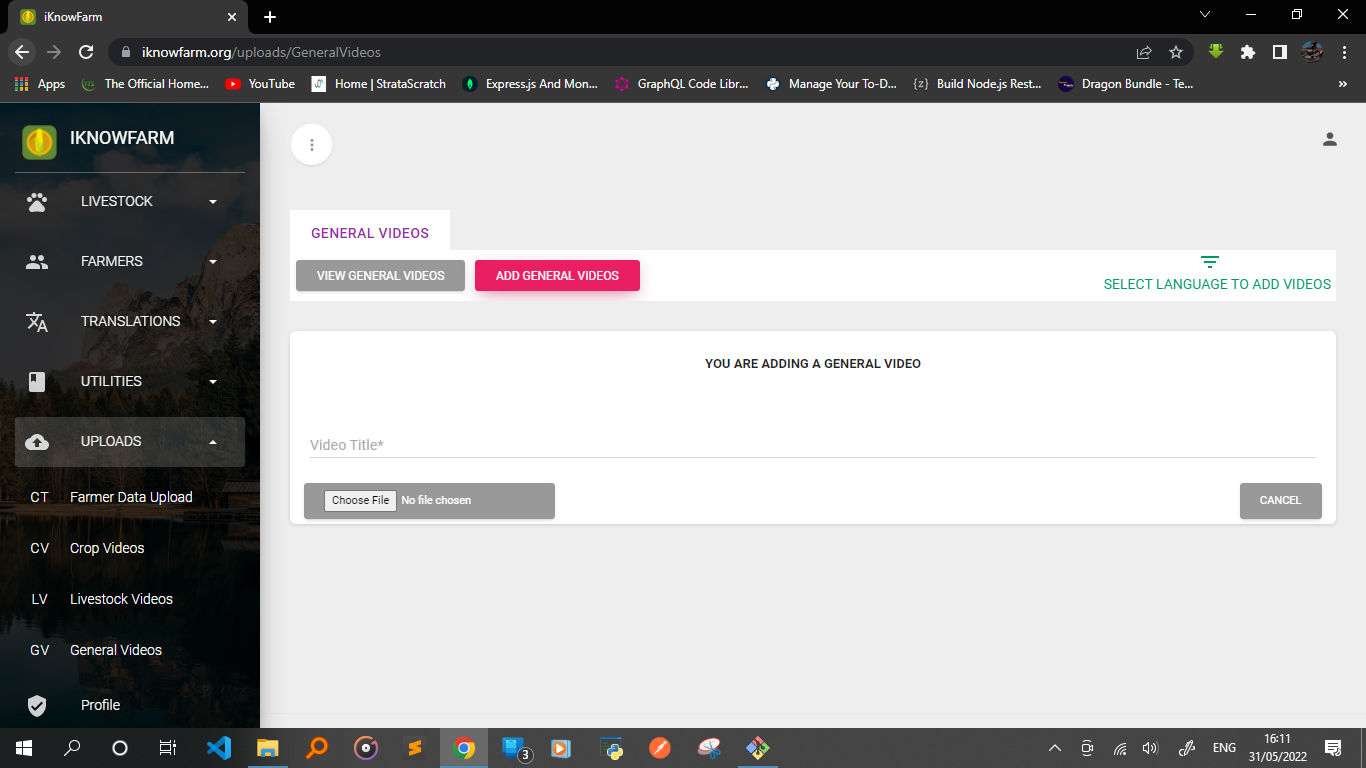 iKnowFarm
iknowfarm.org/uploads/GeneralVideos
Apps The Official Home... YouTube Home | StrataScratch Express.js And Mon... GraphQL Code Libr... Manage Your To-D... Build Node.js Rest... Dragon Bundle - Te... »
IKNOWFARM
LIVESTOCK
FARMERS
TRANSLATIONS
UTILITIES
UPLOADS
CT Farmer Data Upload
CV Crop Videos
LV Livestock Videos
GV General Videos
Profile
GENERAL VIDEOS
VIEW GENERAL VIDEOS ADD GENERAL VIDEOS
SELECT LANGUAGE TO ADD VIDEOS
YOU ARE ADDING A GENERAL VIDEO
Video Title*
Choose File No file chosen CANCEL
3
ENG
16:11
31/05/2022